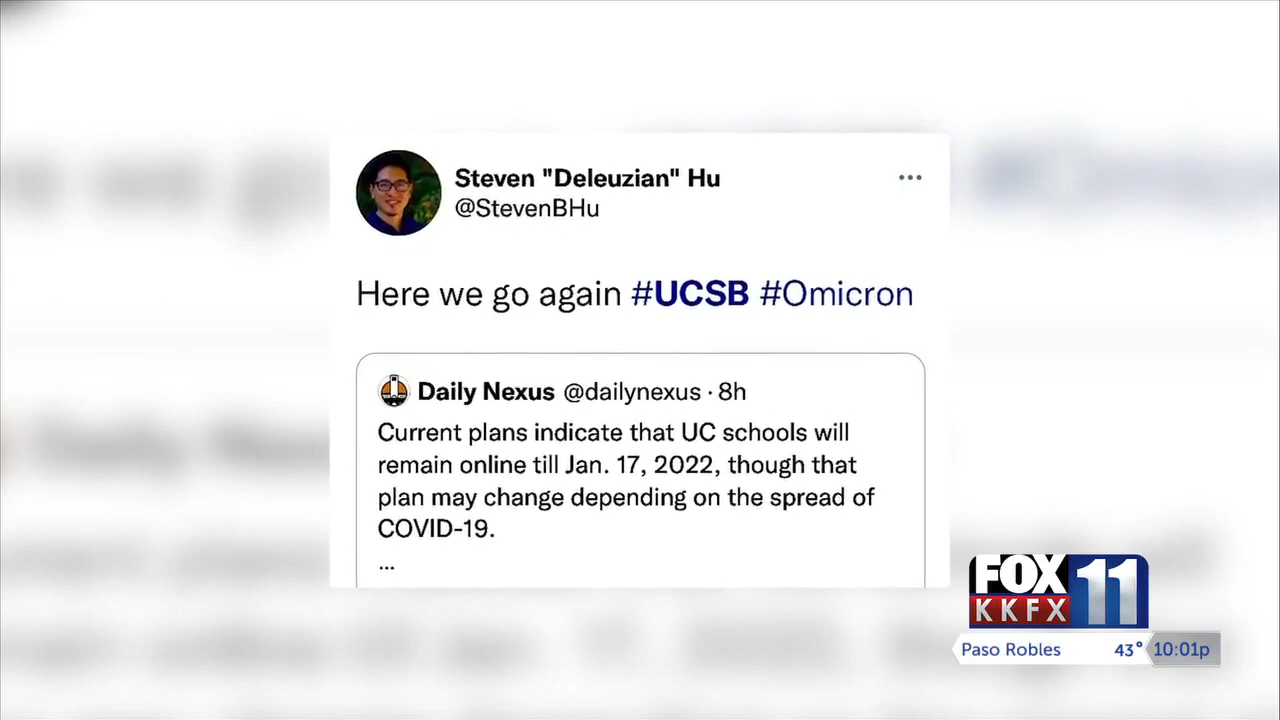 Steven "Deleuzian" Hu
@StevenBHu
Here we go again #UCSB #Omicron
Daily Nexus @dailynexus · 8h
Current plans indicate that UC schools will
remain online till Jan. 17, 2022, though that
plan may change depending on the spread of
COVID-19.
...
FOX 11
KKFX
Paso Robles 43° 10:01p